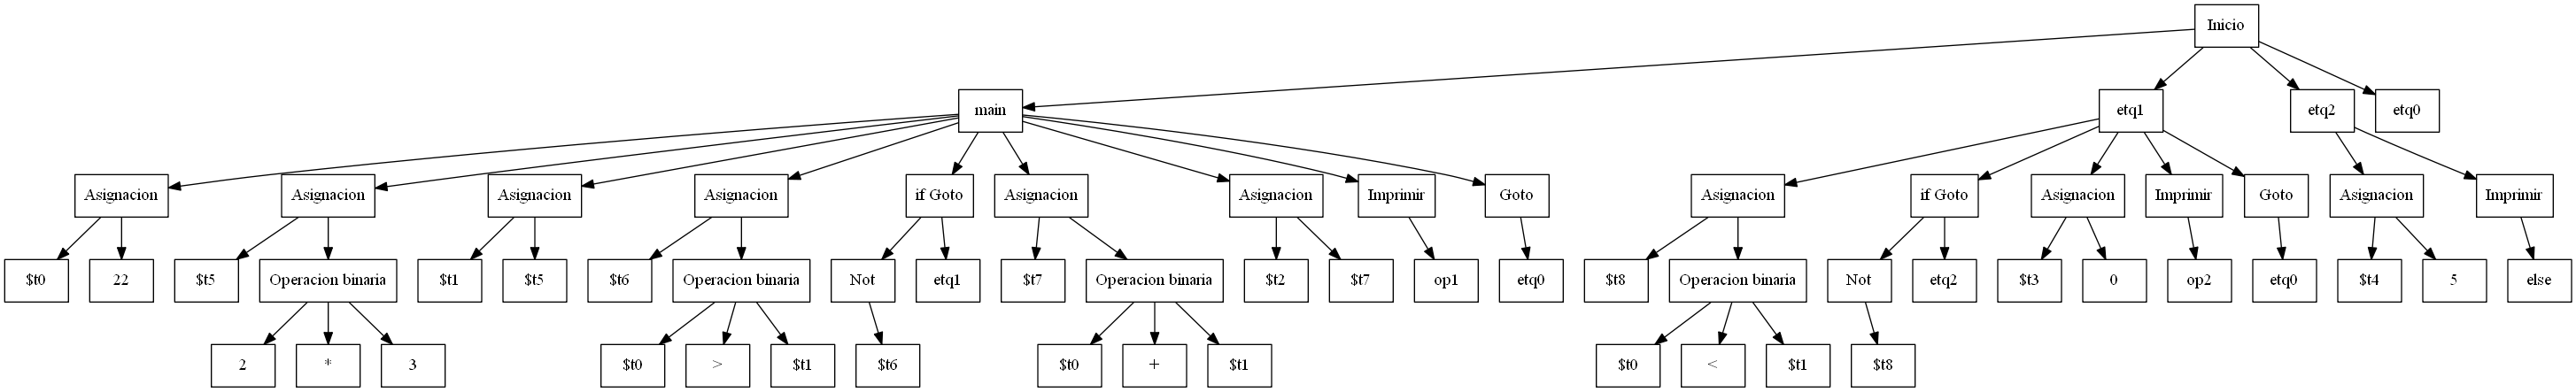 Inicio
main
etq1
etq2
etq0
Asignacion
Asignacion
Asignacion
Asignacion
if Goto
Asignacion
Asignacion
Imprimir
Goto
Asignacion
if Goto
Asignacion
Imprimir
Goto
Asignacion
Imprimir
$t0
22
$t5
Operacion binaria
$t1
$t5
$t6
Operacion binaria
Not
etq1
$t7
Operacion binaria
$t2
$t7
op1
etq0
$t8
Operacion binaria
Not
etq2
$t3
0
op2
etq0
$t4
5
else
2
*
3
$t0
>
$t1
$t6
$t0
+
$t1
$t0
<
$t1
$t8